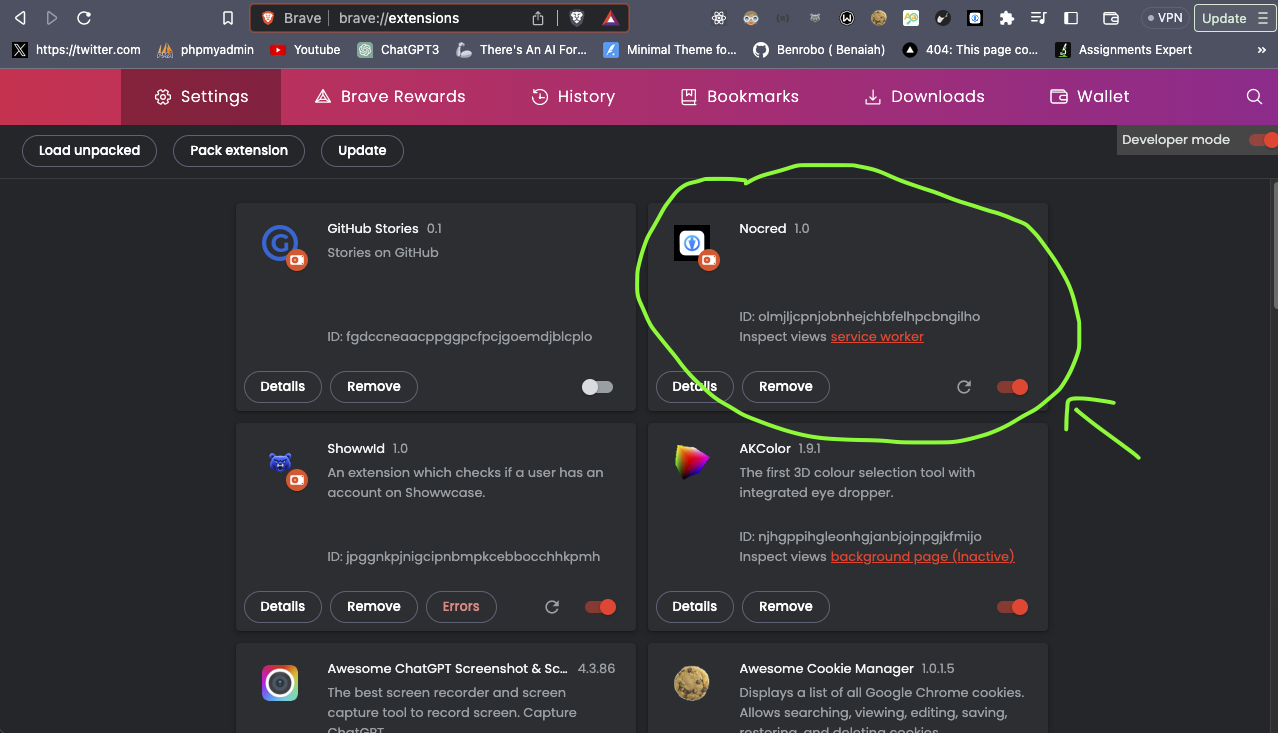 Brave brave://extensions VPN Update
https://twitter.com phpmyadmin Youtube ChatGPT3 There's An AI For... Minimal Theme fo... Benrobo ( Benaiah) 404: This page co... Assignments Expert »
Settings Brave Rewards History Bookmarks Downloads Wallet
Load unpacked Pack extension Update Developer mode
GitHub Stories 0.1
Stories on GitHub
ID: fgdccneaacppggpcfpcjgoemdjblcplo
Details Remove
Nocred 1.0
ID: olmjljcpnjobnhejchbfelhpcbngilho
Inspect views service worker
Details Remove
Showwid 1.0
An extension which checks if a user has an
account on Showwcase.
ID: jpggnkpjnigcipnbmpkcebbocchhkpmh
Details Remove Errors
AKColor 1.9.1
The first 3D colour selection tool with
integrated eye dropper.
ID: njhgppihgleonhgjanbjojnpgjkfmijo
Inspect views background page (Inactive)
Details Remove
Awesome ChatGPT Screenshot & Sc... 4.3.86
The best screen recorder and screen
capture tool to record screen. Capture
ChatGPT
Awesome Cookie Manager 1.0.1.5
Displays a list of all Google Chrome cookies.
Allows searching, viewing, editing, saving,
restoring, and deleting cookies